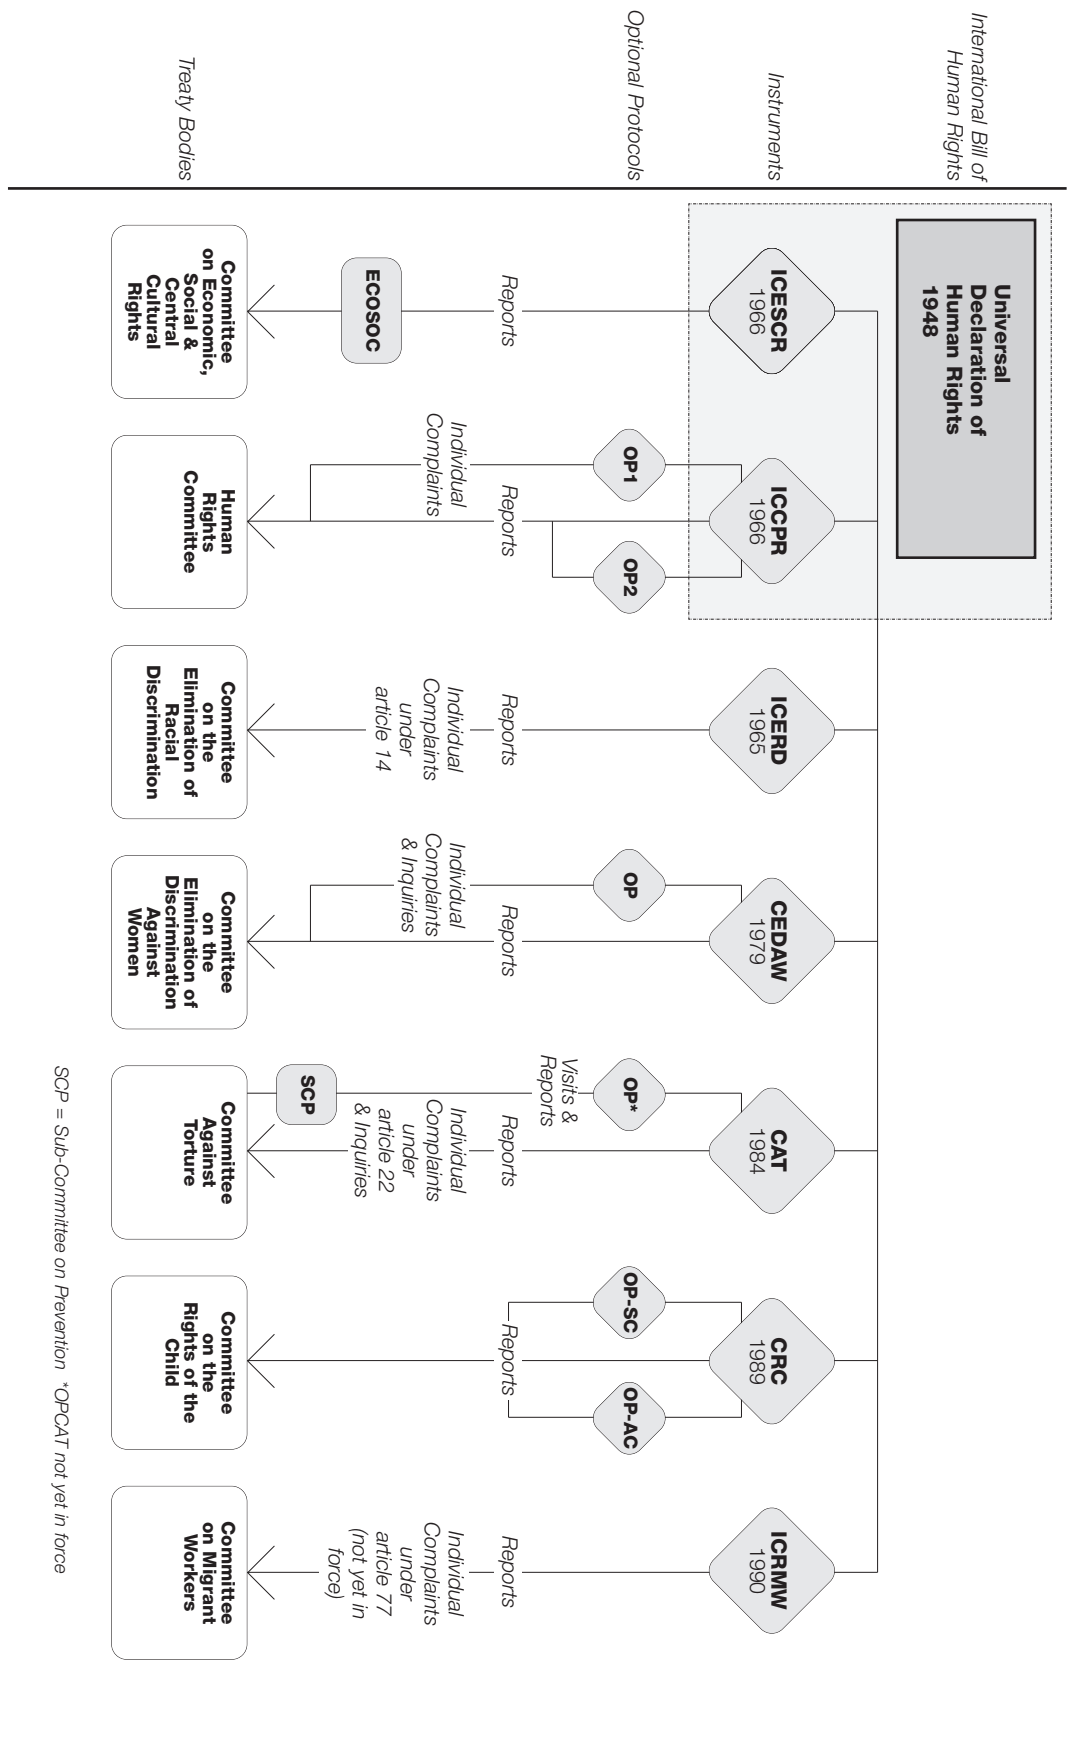 International Bill of
Human Rights
Universal
Declaration of
Human Rights
1948
Instruments
ICESCR
1966
ICCPR
1966
ICERD
1965
CEDAW
1979
CAT
1984
CRC
1989
ICRMW
1990
Optional Protocols
OP1
OP2
OP
OP*
OP-SC
OP-AC
Visits &
Reports
Reports
Reports
Reports
Reports
Reports
Reports
Reports
Individual
Complaints
Individual
Complaints
under
article 14
Individual
Complaints
& Inquiries
Individual
Complaints
under
article 22
& Inquiries
Individual
Complaints
under
article 77
(not yet in
force)
ECOSOC
SCP
Treaty Bodies
Committee
on Economic,
Social &
Central
Cultural
Rights
Human
Rights
Committee
Committee
on the
Elimination of
Racial
Discrimination
Committee
on the
Elimination of
Discrimination
Against
Women
Committee
Against
Torture
Committee
on the
Rights of the
Child
Committee
on Migrant
Workers
SCP = Sub-Committee on Prevention *OPCAT not yet in force